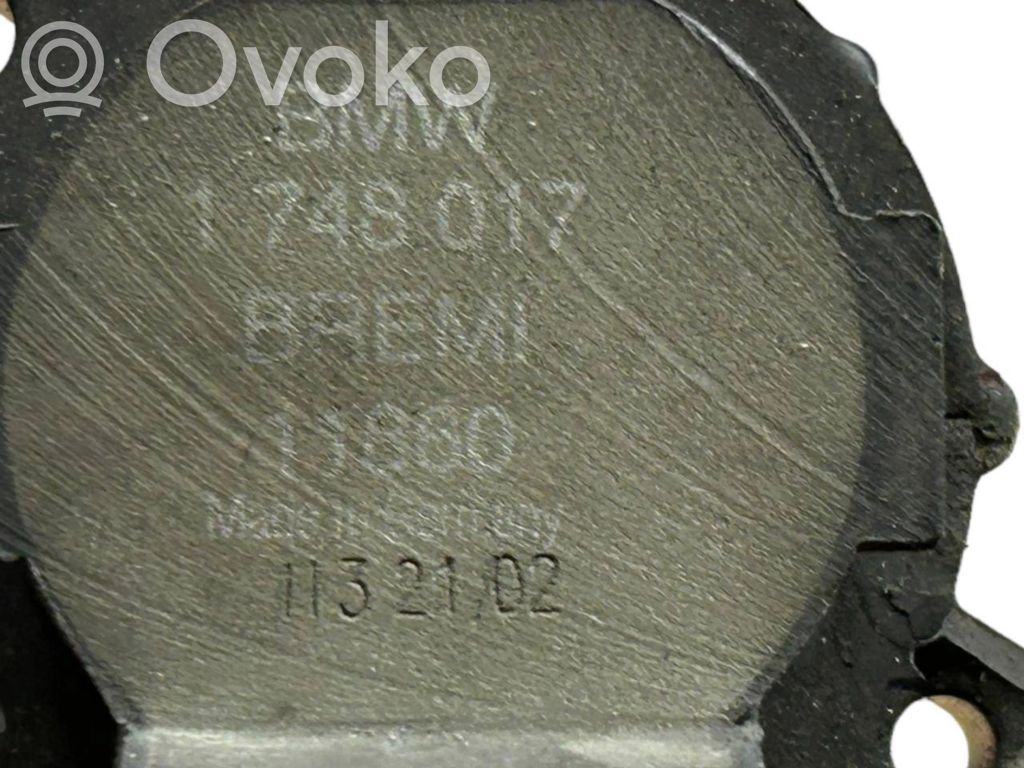 Ovoko
BMW
1 748 017
BREMI
11860
Made in Germany
113 21.02